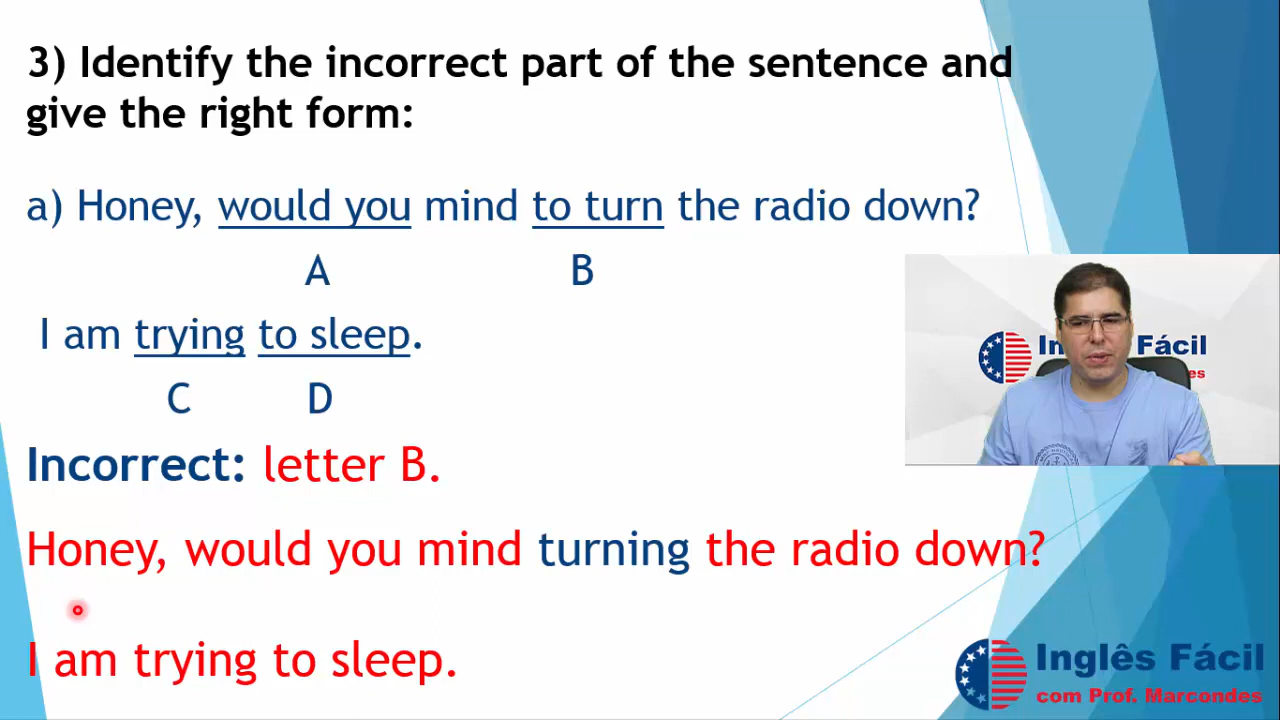 3) Identify the incorrect part of the sentence and
give the right form:
a) Honey, would you mind to turn the radio down?
A B
I am trying to sleep.
C D
Incorrect: letter B.
Honey, would you mind turning the radio down?
I am trying to sleep.
Fácil
Inglês Fácil
com Prof. Marcondes